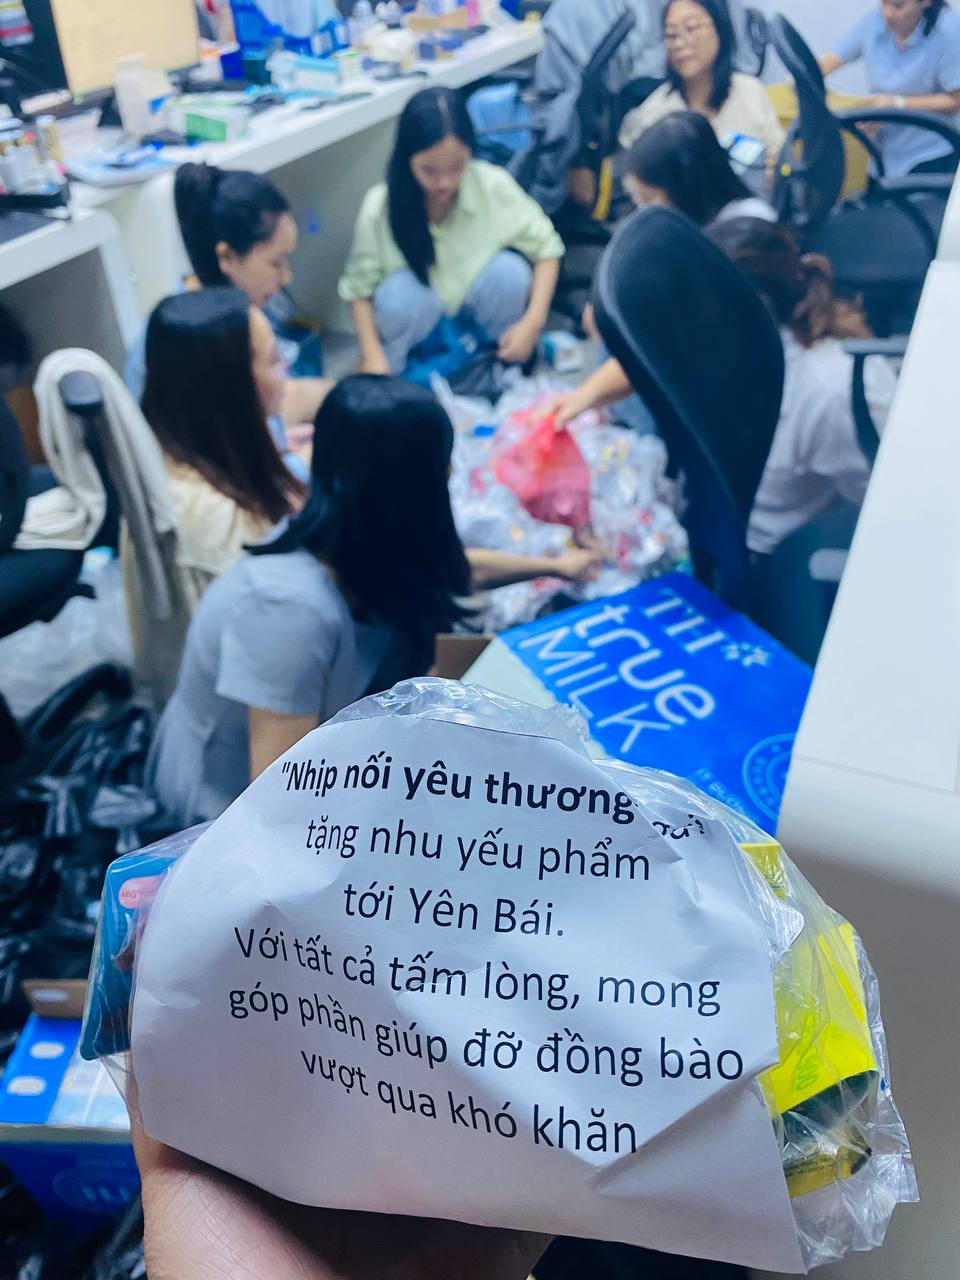 TH
true
MILK
"Nhịp nối yêu thương
tặng nhu yếu phẩm
tới Yên Bái.
Với tất cả tấm lòng, mong
góp phần giúp đỡ đồng bào
vượt qua khó khăn